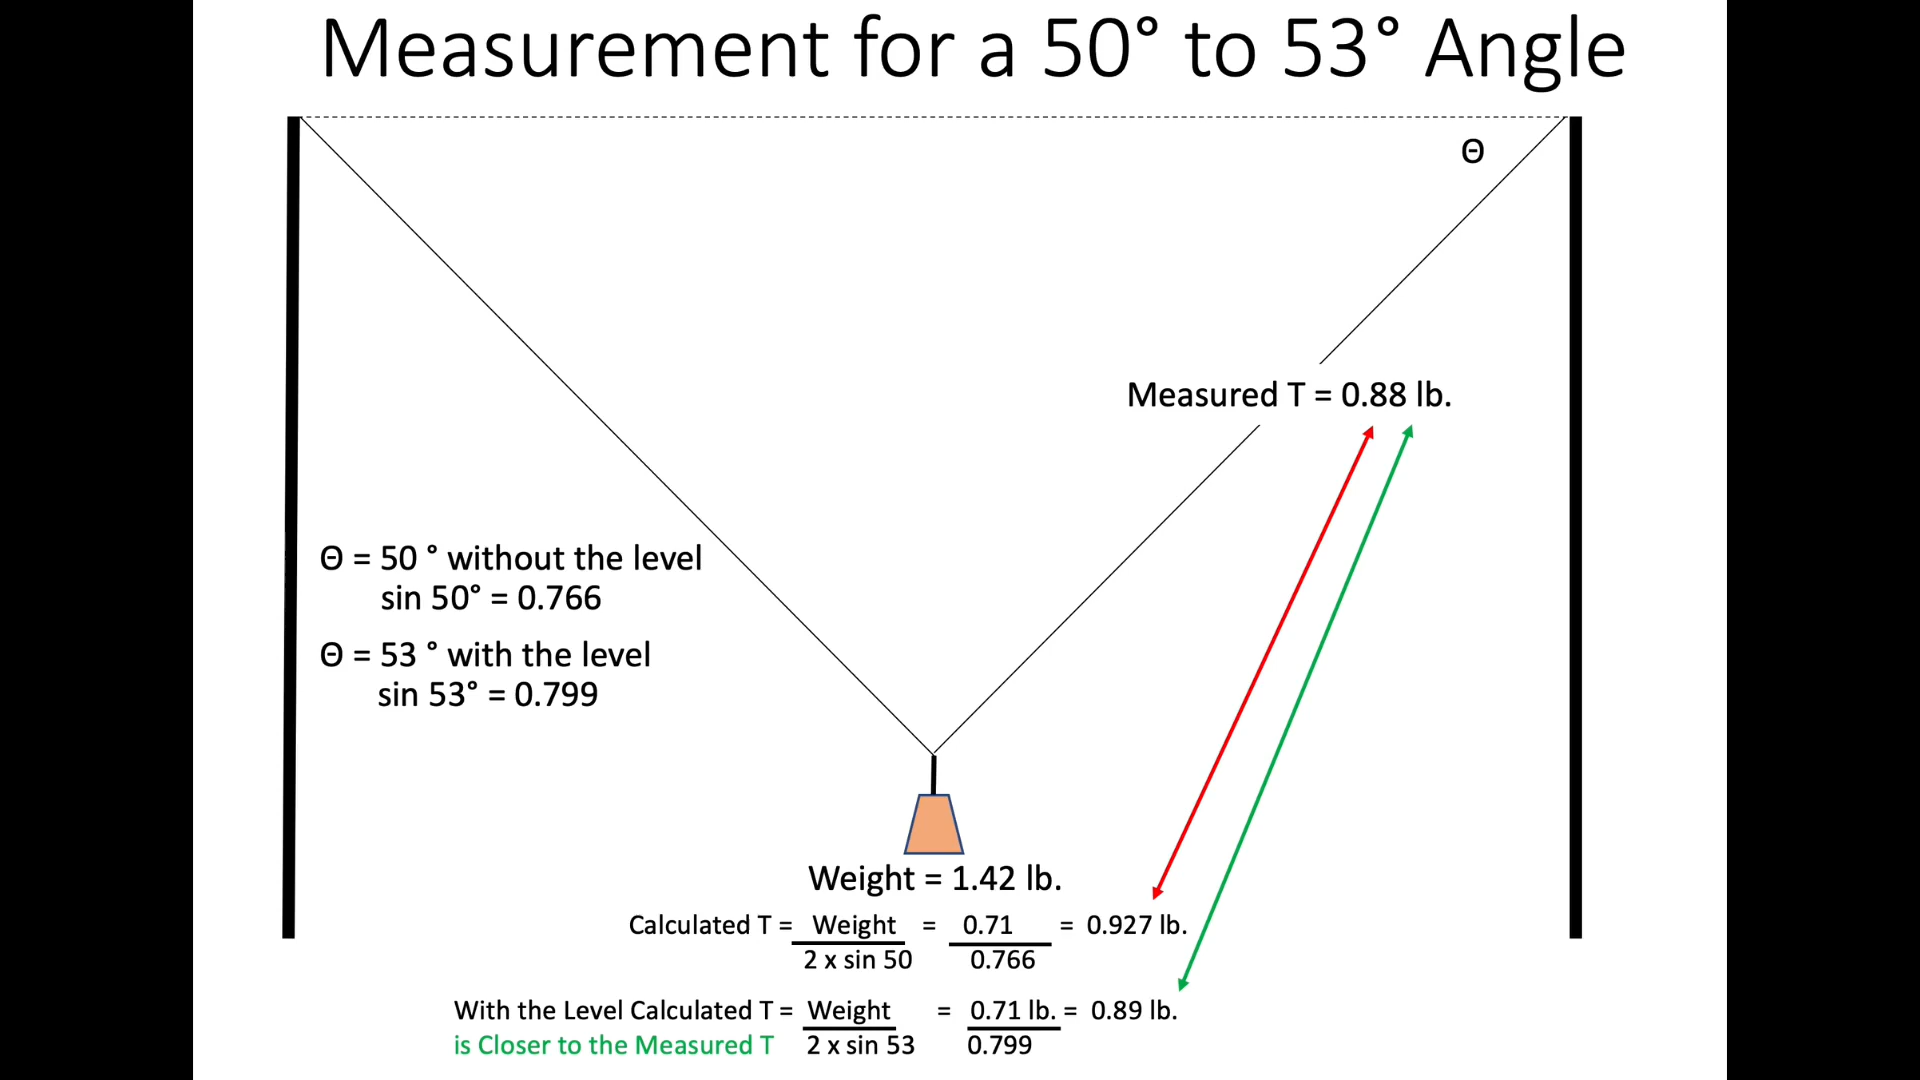 Measurement for a 50° to 53° Angle
Θ
Measured T = 0.88 lb.
Θ = 50 ° without the level
sin 50° = 0.766
Θ = 53 ° with the level
sin 53° = 0.799
Weight = 1.42 lb.
Calculated T = Weight = 0.71 = 0.927 lb.
2 x sin 50 0.766
With the Level Calculated T = Weight = 0.71 lb. = 0.89 lb.
is Closer to the Measured T 2 x sin 53 0.799